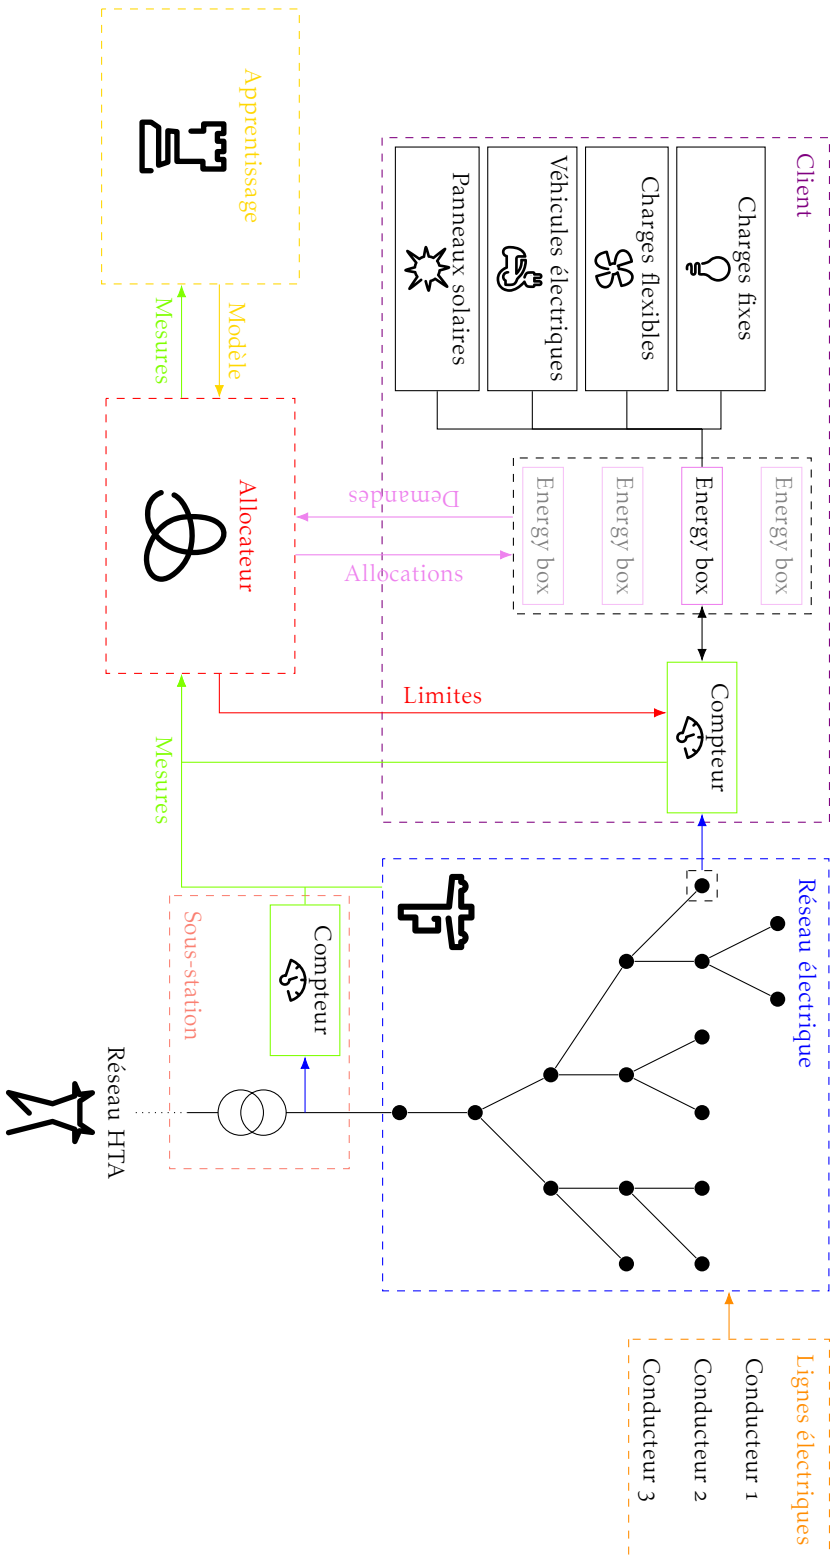 Client
Charges fixes
Charges flexibles
Véhicules électriques
Panneaux solaires
Energy box
Energy box
Energy box
Energy box
Compteur
Demandes
Allocations
Limites
Apprentissage
Modèle
Mesures
Allocateur
Mesures
Réseau électrique
Sous-station
Compteur
Réseau HTA
Lignes électriques
Conducteur 1
Conducteur 2
Conducteur 3